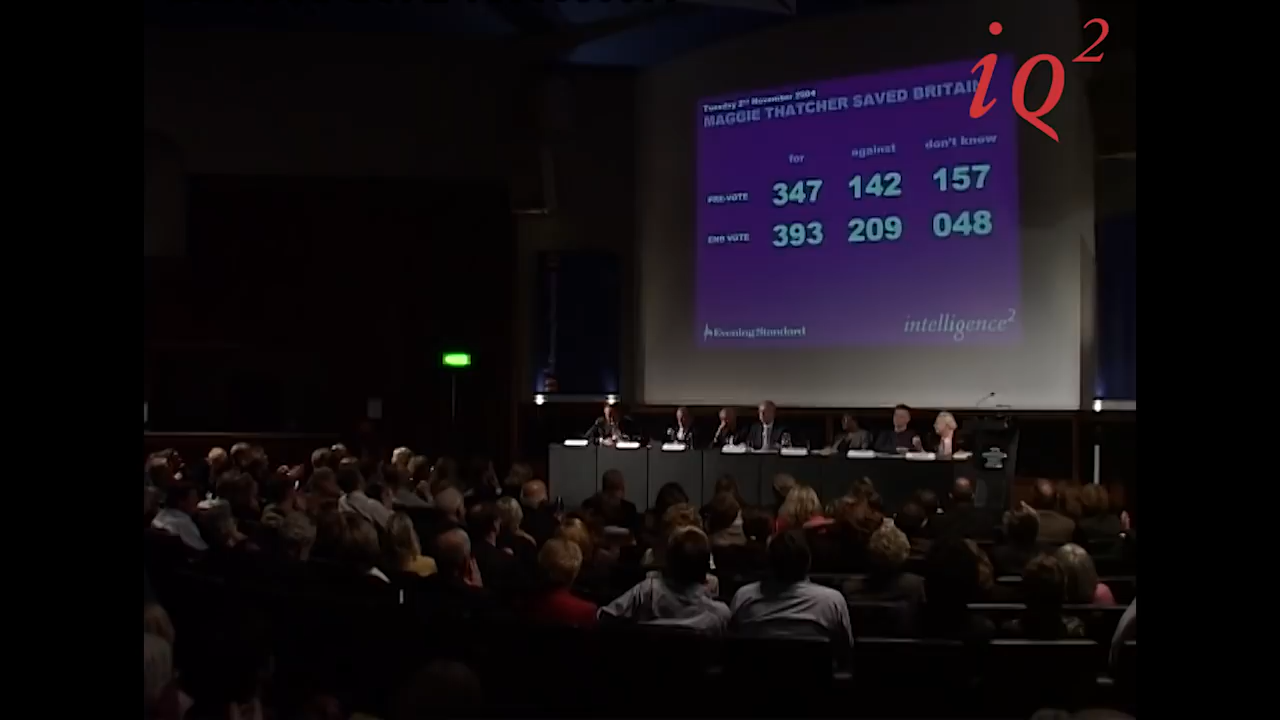 iq2
Tuesday 2nd November 2004
MAGGIE THATCHER SAVED BRITAIN
for against don't know
PRE-VOTE 347 142 157
END VOTE 393 209 048
Evening Standard intelligence2